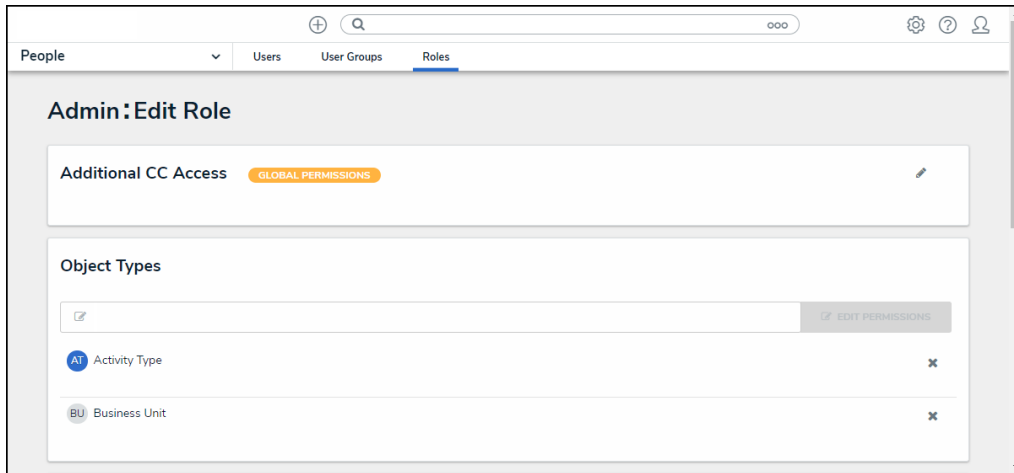 ooo
People
Users
User Groups
Roles
Admin:Edit Role
Additional CC Access
GLOBAL PERMISSIONS
Object Types
EDIT PERMISSIONS
AT Activity Type
BU Business Unit